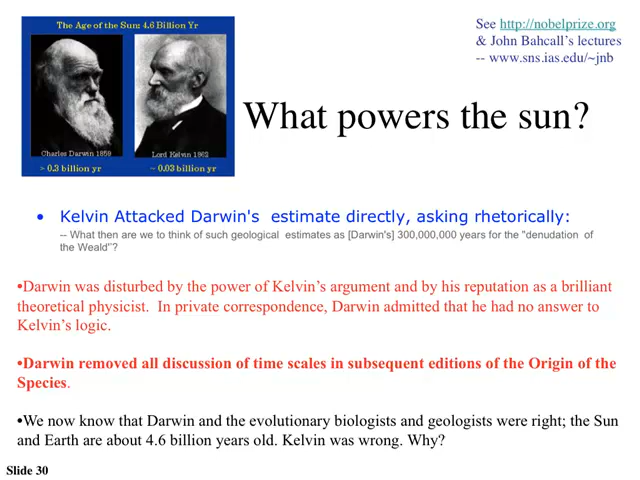 The Age of the Sun: 4.6 Billion Yr
Charles Darwin 1859
Lord Kelvin 1962
> 0.3 billion yr
~ 0.03 billion yr
See http://nobelprize.org
& John Bahcall's lectures
-- www.sns.ias.edu/~jnb
What powers the sun?
• Kelvin Attacked Darwin's estimate directly, asking rhetorically:
-- What then are we to think of such geological estimates as [Darwin's] 300,000,000 years for the "denudation of
the Weald"?
•Darwin was disturbed by the power of Kelvin's argument and by his reputation as a brilliant
theoretical physicist. In private correspondence, Darwin admitted that he had no answer to
Kelvin's logic.
•Darwin removed all discussion of time scales in subsequent editions of the Origin of the
Species.
•We now know that Darwin and the evolutionary biologists and geologists were right; the Sun
and Earth are about 4.6 billion years old. Kelvin was wrong. Why?
Slide 30